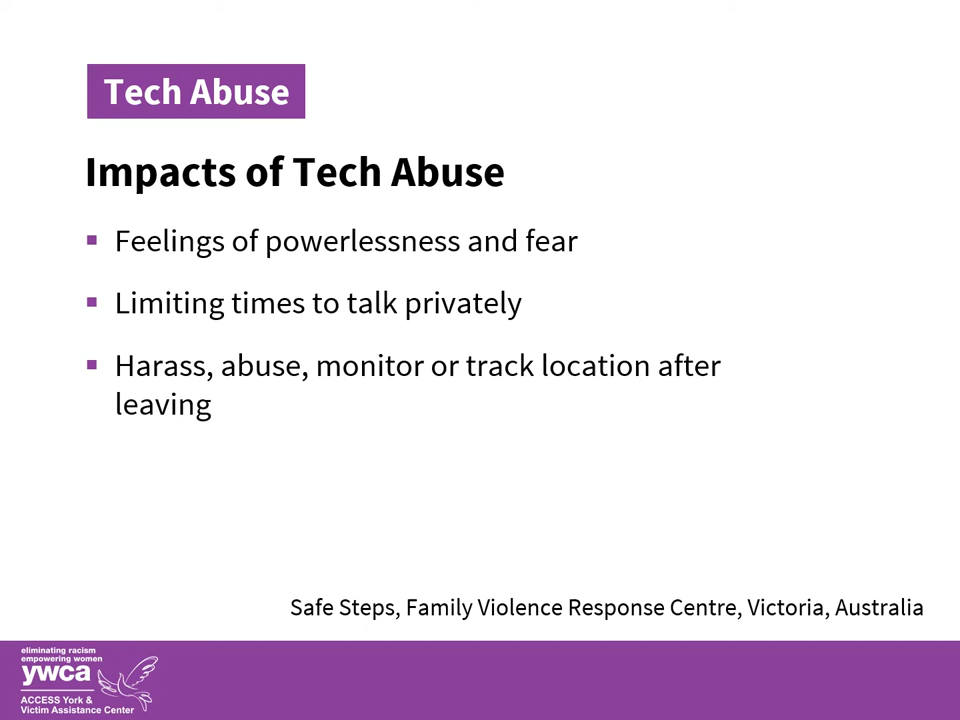 Tech Abuse
Impacts of Tech Abuse
▪ Feelings of powerlessness and fear
▪ Limiting times to talk privately
▪ Harass, abuse, monitor or track location after
leaving
Safe Steps, Family Violence Response Centre, Victoria, Australia
eliminating racism
empowering women
ywca
ACCESS York &
Victim Assistance Center